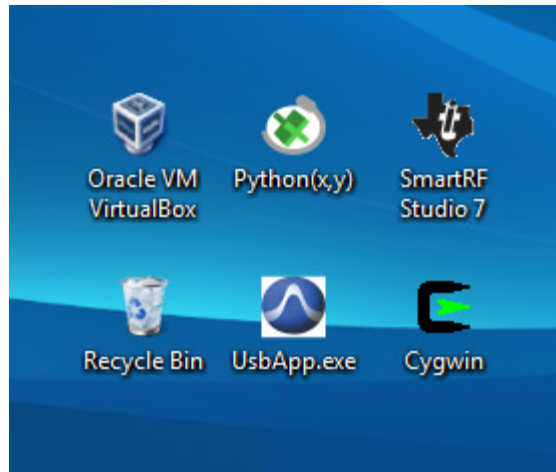 Oracle VM
VirtualBox
Python(x,y)
SmartRF
Studio 7
Recycle Bin
UsbApp.exe
Cygwin